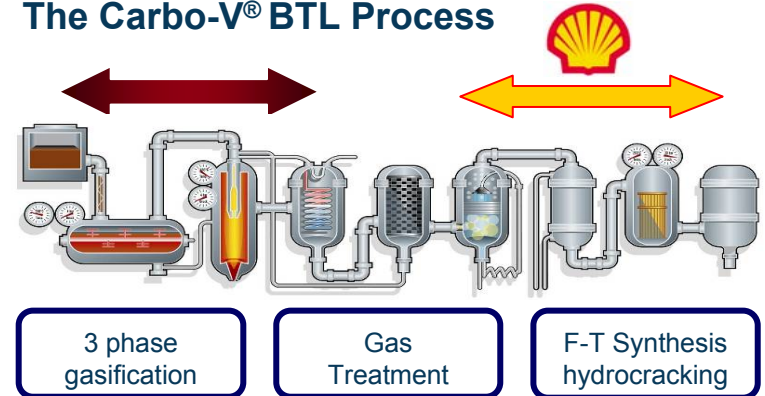 The Carbo-V® BTL Process
3 phase
gasification
Gas
Treatment
F-T Synthesis
hydrocracking